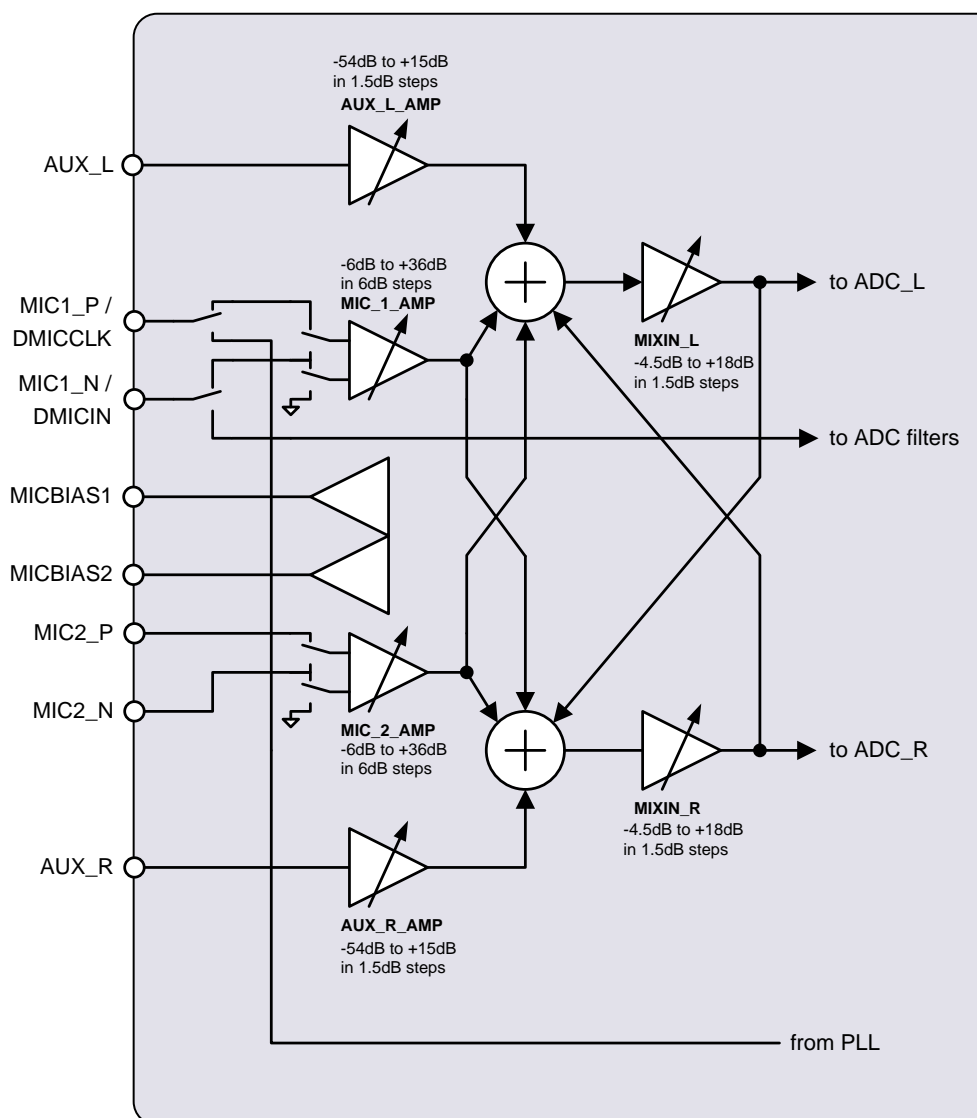 -54dB to +15dB
in 1.5dB steps
AUX_L_AMP
AUX_L
-6dB to +36dB
in 6dB steps
MIC_1_AMP
MIC1_P /
DMICCLK
to ADC_L
MIXIN_L
-4.5dB to +18dB
in 1.5dB steps
MIC1_N /
DMICIN
to ADC filters
MICBIAS1
MICBIAS2
MIC2_P
MIC2_N
MIC_2_AMP
-6dB to +36dB
in 6dB steps
to ADC_R
MIXIN_R
-4.5dB to +18dB
in 1.5dB steps
AUX_R
AUX_R_AMP
-54dB to +15dB
in 1.5dB steps
from PLL